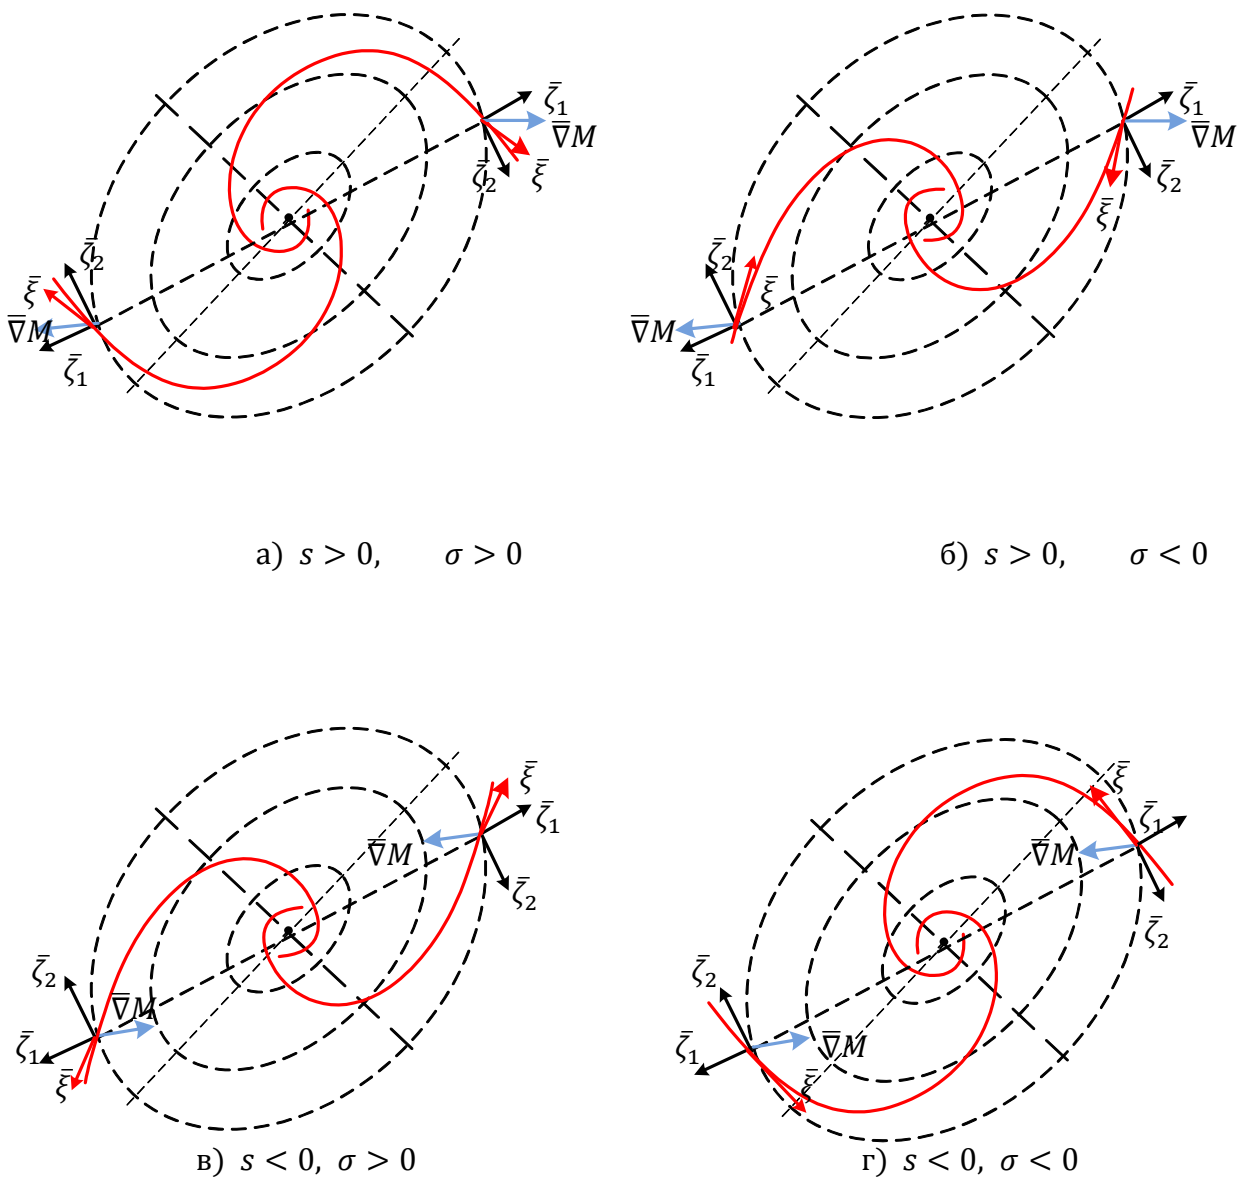 ζ̄₁
∇̄M
ζ̄₂
ξ̄
ζ̄₂
ξ̄
∇̄M
ζ̄₁
ζ̄₁
∇̄M
ζ̄₂
ξ̄
ζ̄₂
ξ̄
∇̄M
ζ̄₁
а) s > 0, σ > 0
б) s > 0, σ < 0
ξ̄
ζ̄₁
∇̄M
ζ̄₂
ζ̄₂
∇̄M
ζ̄₁
ξ̄
ξ̄
ζ̄₁
∇̄M
ζ̄₂
ζ̄₂
ζ̄₁
∇̄M
ξ̄
в) s < 0, σ > 0
г) s < 0, σ < 0